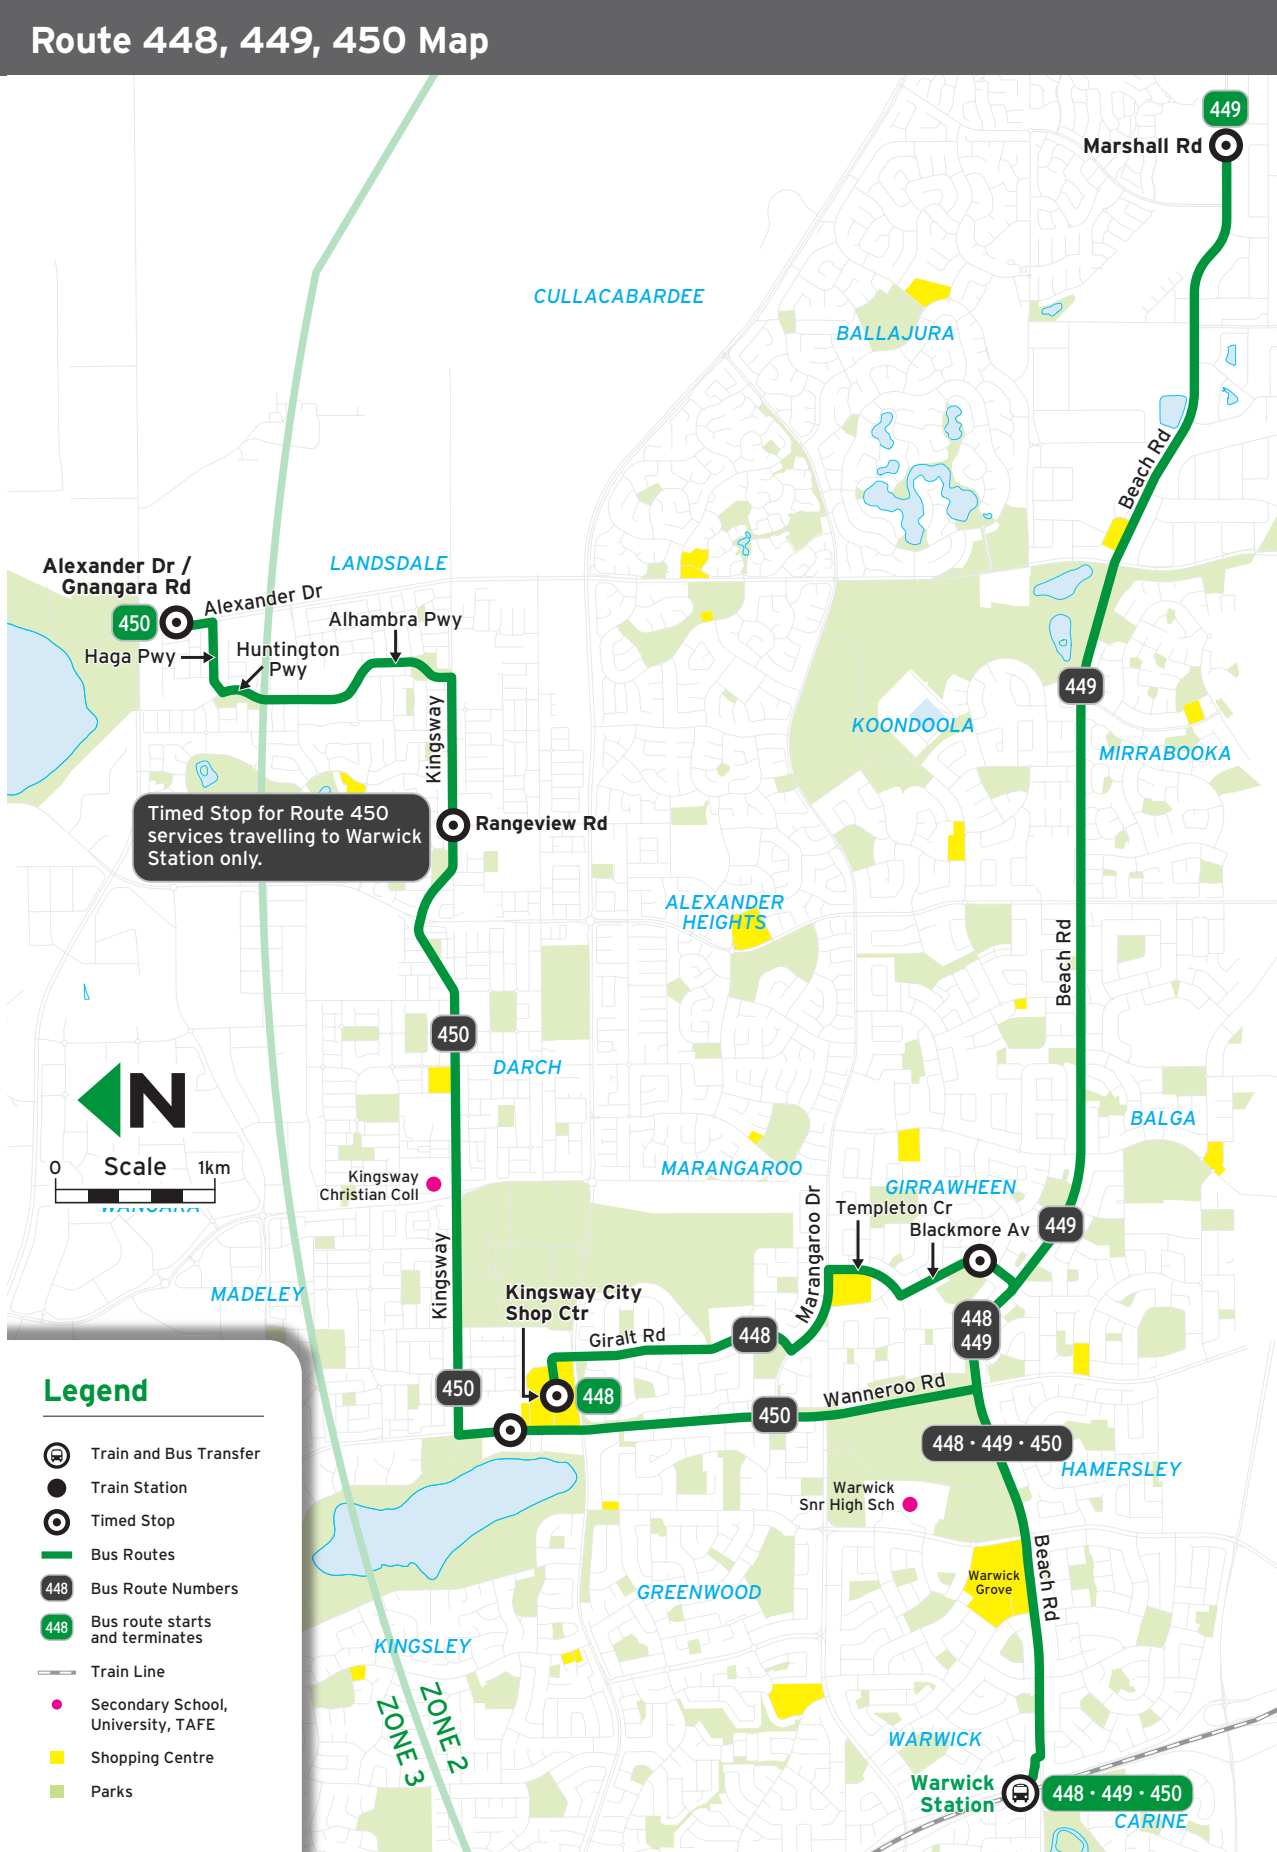 Route 448, 449, 450 Map
449
Marshall Rd
CULLACABARDEE
BALLAJURA
Beach Rd
Alexander Dr /
Gnangara Rd
LANDSDALE
450
Alexander Dr
Alhambra Pwy
Haga Pwy
Huntington
Pwy
449
Kingsway
KOONDOOLA
MIRRABOOKA
Timed Stop for Route 450
services travelling to Warwick
Station only.
Rangeview Rd
ALEXANDER
HEIGHTS
Beach Rd
450
DARCH
N
0 Scale 1km
WANGARA
BALGA
Kingsway
Christian Coll
MARANGAROO
GIRRAWHEEN
Templeton Cr
Blackmore Av
449
Marangaroo Dr
Kingsway
MADELEY
Kingsway City
Shop Ctr
Giralt Rd
448
448
449
450
448
Wanneroo Rd
450
448 • 449 • 450
HAMERSLEY
Warwick
Snr High Sch
Beach Rd
Warwick
Grove
GREENWOOD
KINGSLEY
ZONE 2
ZONE 3
WARWICK
Warwick
Station
448 • 449 • 450
CARINE
Legend
Train and Bus Transfer
Train Station
Timed Stop
Bus Routes
448 Bus Route Numbers
448 Bus route starts
and terminates
Train Line
Secondary School,
University, TAFE
Shopping Centre
Parks